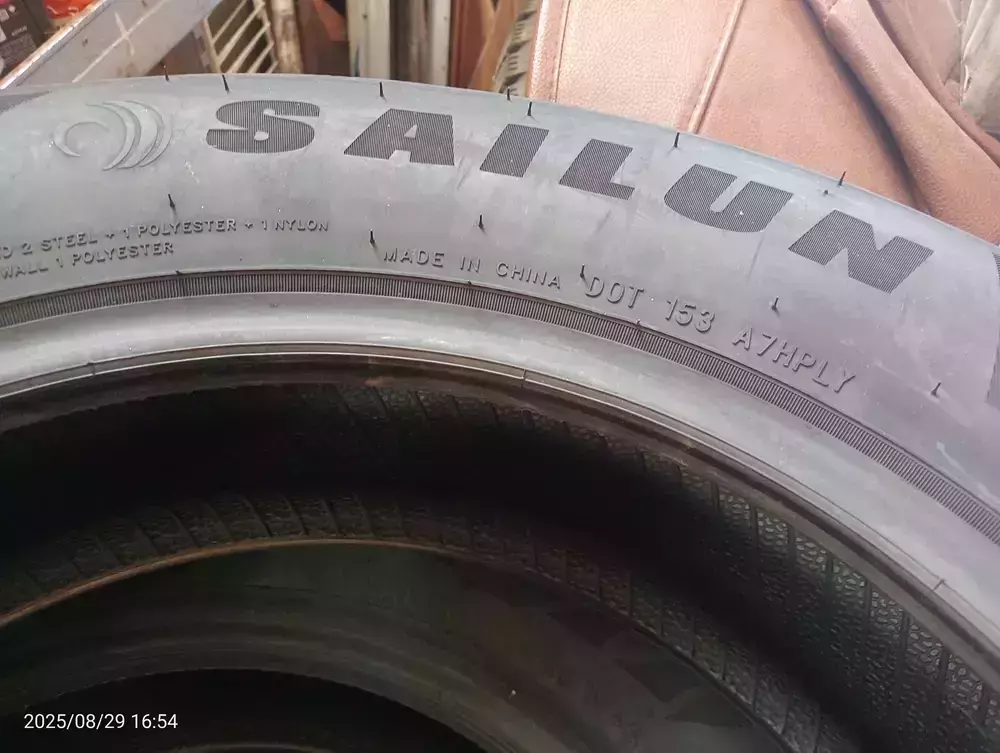 SAILUN
2 STEEL + 1 POLYESTER + 1 NYLON
WALL 1 POLYESTER
MADE IN CHINA DOT 153 A7HPLY
2025/08/29 16:54